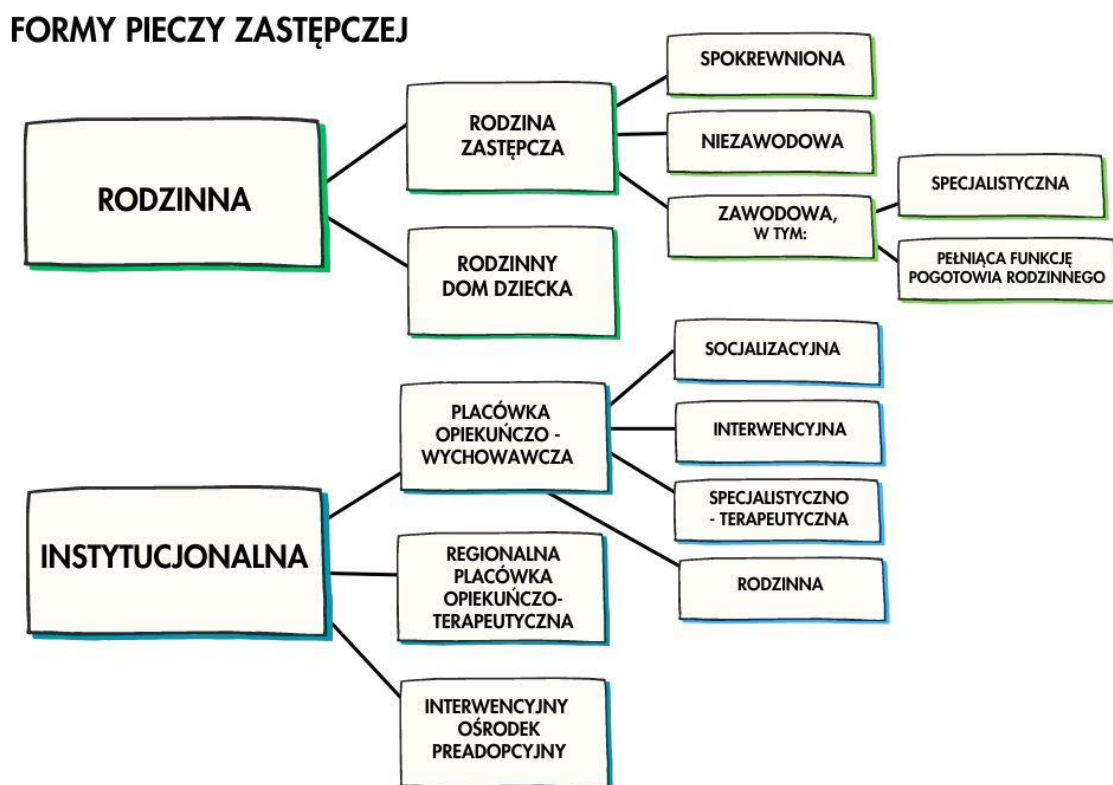 FORMY PIECZY ZASTĘPCZEJ
RODZINNA
RODZINA
ZASTĘPCZA
SPOKREWNIONA
NIEZAWODOWA
ZAWODOWA,
W TYM:
SPECJALISTYCZNA
PEŁNIĄCA FUNKCJĘ
POGOTOWIA RODZINNEGO
RODZINNY
DOM DZIECKA
INSTYTUCJONALNA
PLACÓWKA
OPIEKUŃCZO -
WYCHOWAWCZA
SOCJALIZACYJNA
INTERWENCYJNA
SPECJALISTYCZNO
- TERAPEUTYCZNA
RODZINNA
REGIONALNA
PLACÓWKA
OPIEKUŃCZO-
TERAPEUTYCZNA
INTERWENCYJNY
OŚRODEK
PREADOPCYJNY